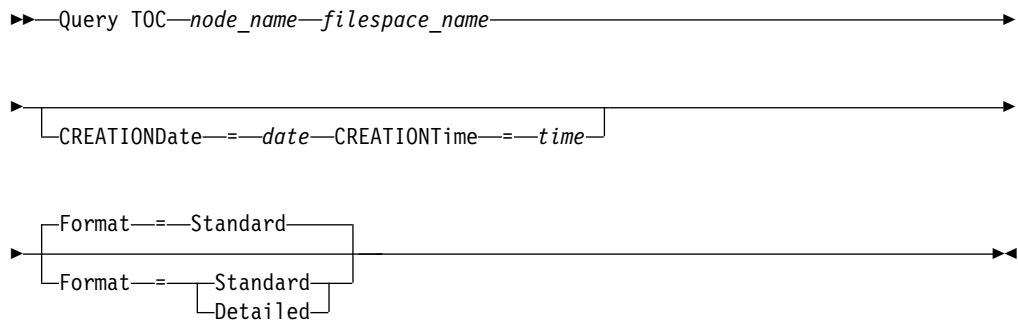 Query TOC node_name filespace_name
CREATIONDate = date CREATIONTime = time
Format = Standard
Format = Standard
Detailed